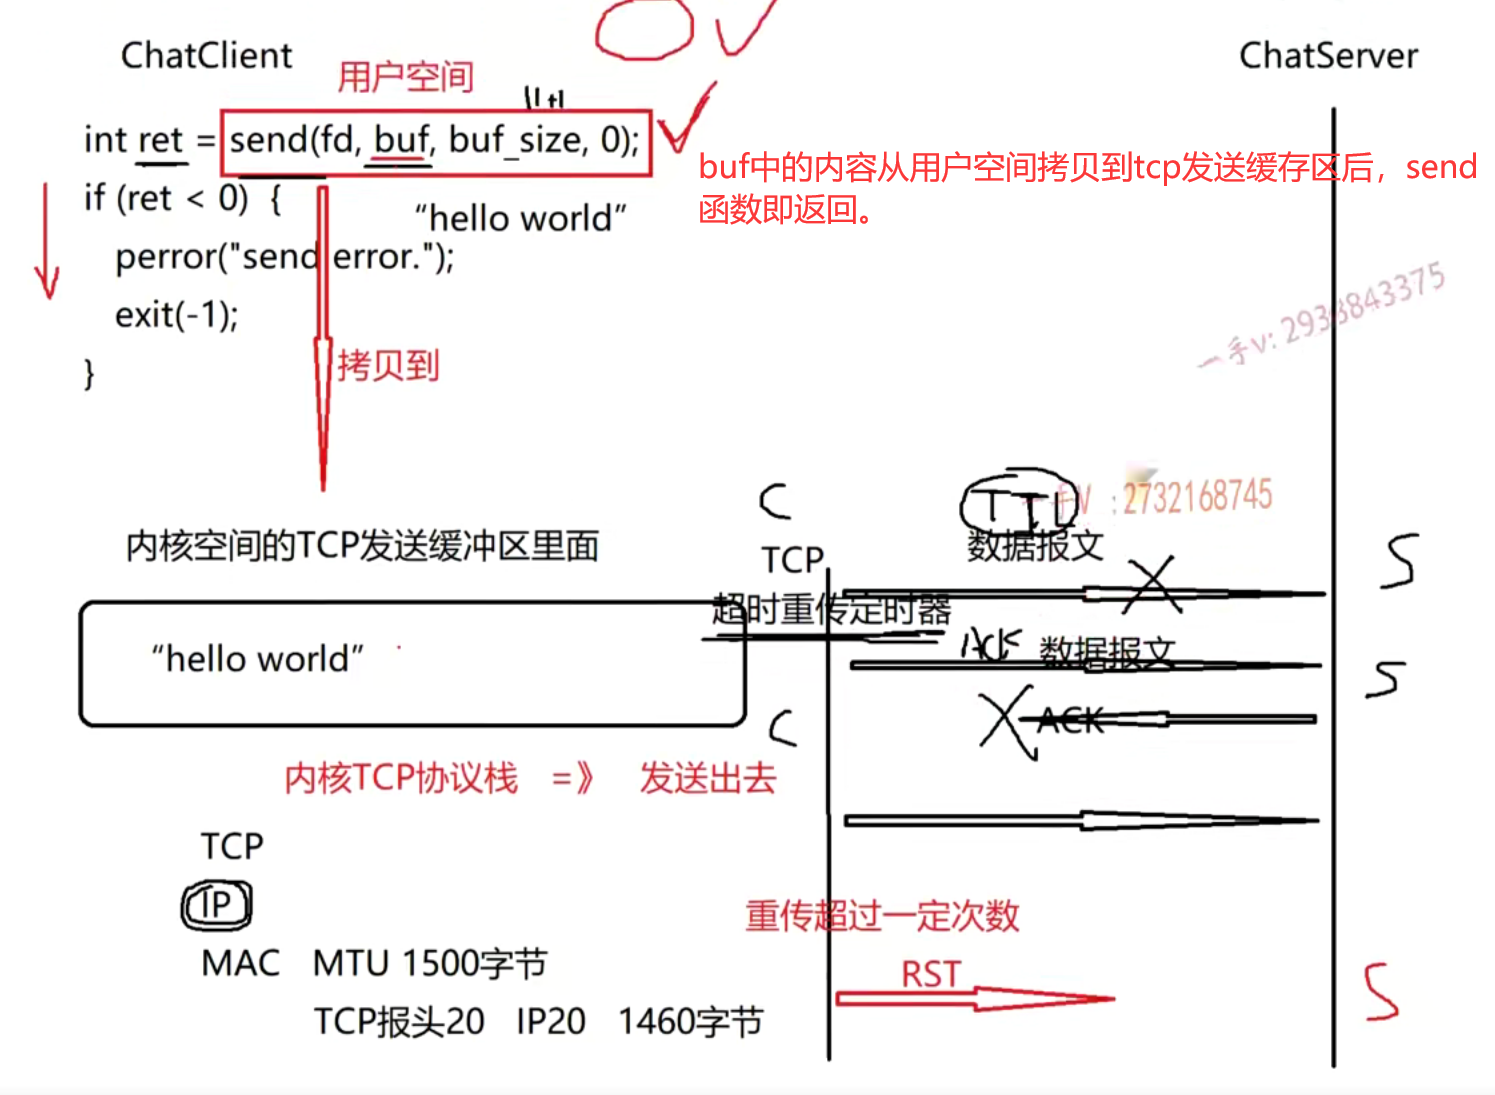 ChatClient
ChatServer
用户空间
11+1
int ret = send(fd, buf, buf_size, 0);
buf中的内容从用户空间拷贝到tcp发送缓存区后，send
函数即返回。
if (ret < 0) {
"hello world"
perror("send error.");
exit(-1);
}
一手V: 2938843375
拷贝到
C
TTL
一手V :2732168745
内核空间的TCP发送缓冲区里面
TCP
数据报文
S
超时重传定时器
"hello world"
ACK
数据报文
S
C
ACK
内核TCP协议栈 =》 发送出去
TCP
IP
重传超过一定次数
MAC MTU 1500字节
RST
S
TCP报头20 IP20 1460字节